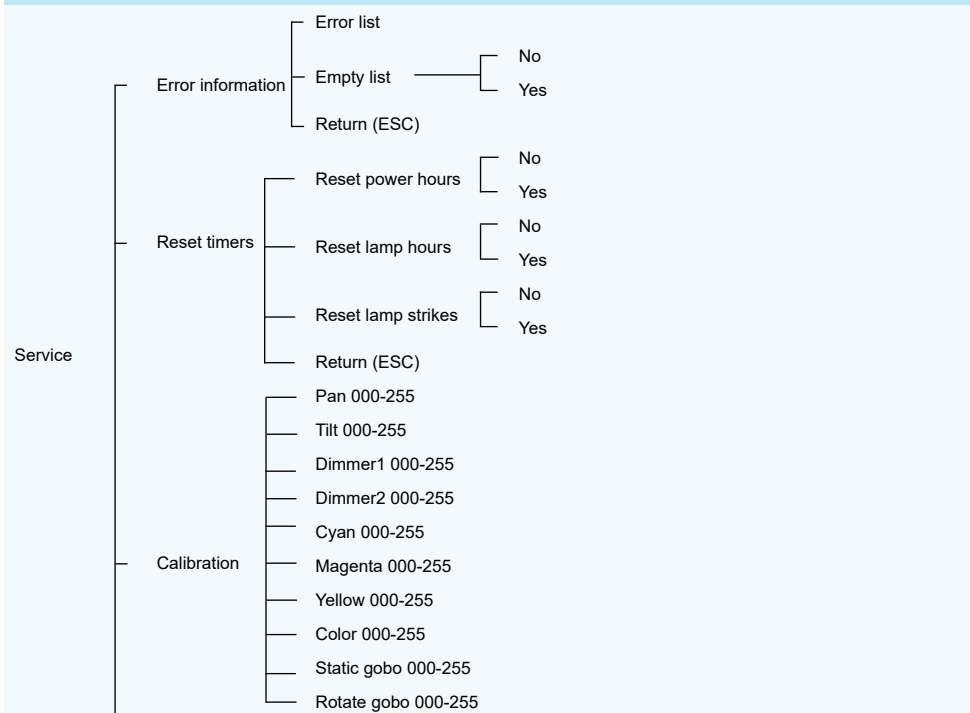 Error list
Error information
Empty list
No
Yes
Return (ESC)
Reset timers
Reset power hours
No
Yes
Reset lamp hours
No
Yes
Reset lamp strikes
No
Yes
Return (ESC)
Service
Calibration
Pan 000-255
Tilt 000-255
Dimmer1 000-255
Dimmer2 000-255
Cyan 000-255
Magenta 000-255
Yellow 000-255
Color 000-255
Static gobo 000-255
Rotate gobo 000-255